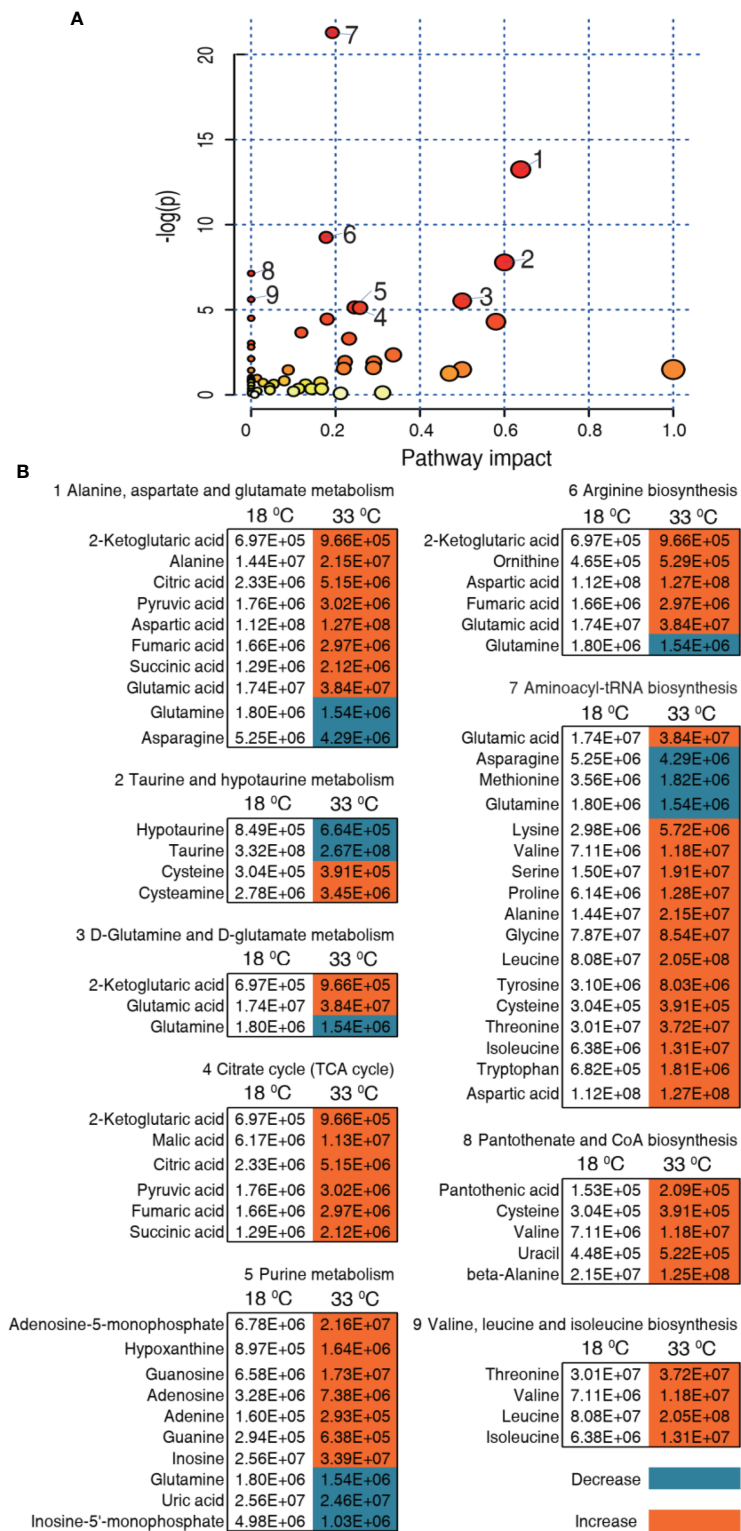 A
-log(p)
20
15
10
5
0
7
1
6
2
8
9
5
4
3
0
0.2
0.4
0.6
0.8
1.0
Pathway impact
B
1 Alanine, aspartate and glutamate metabolism
18 ⁰C 33 ⁰C
2-Ketoglutaric acid 6.97E+05 9.66E+05
Alanine 1.44E+07 2.15E+07
Citric acid 2.33E+06 5.15E+06
Pyruvic acid 1.76E+06 3.02E+06
Aspartic acid 1.12E+08 1.27E+08
Fumaric acid 1.66E+06 2.97E+06
Succinic acid 1.29E+06 2.12E+06
Glutamic acid 1.74E+07 3.84E+07
Glutamine 1.80E+06 1.54E+06
Asparagine 5.25E+06 4.29E+06
2 Taurine and hypotaurine metabolism
18 ⁰C 33 ⁰C
Hypotaurine 8.49E+05 6.64E+05
Taurine 3.32E+08 2.67E+08
Cysteine 3.04E+05 3.91E+05
Cysteamine 2.78E+06 3.45E+06
3 D-Glutamine and D-glutamate metabolism
18 ⁰C 33 ⁰C
2-Ketoglutaric acid 6.97E+05 9.66E+05
Glutamic acid 1.74E+07 3.84E+07
Glutamine 1.80E+06 1.54E+06
4 Citrate cycle (TCA cycle)
18 ⁰C 33 ⁰C
2-Ketoglutaric acid 6.97E+05 9.66E+05
Malic acid 6.17E+06 1.13E+07
Citric acid 2.33E+06 5.15E+06
Pyruvic acid 1.76E+06 3.02E+06
Fumaric acid 1.66E+06 2.97E+06
Succinic acid 1.29E+06 2.12E+06
5 Purine metabolism
18 ⁰C 33 ⁰C
Adenosine-5-monophosphate 6.78E+06 2.16E+07
Hypoxanthine 8.97E+05 1.64E+06
Guanosine 6.58E+06 1.73E+07
Adenosine 3.28E+06 7.38E+06
Adenine 1.60E+05 2.93E+05
Guanine 2.94E+05 6.38E+05
Inosine 2.56E+07 3.39E+07
Glutamine 1.80E+06 1.54E+06
Uric acid 2.56E+07 2.46E+07
Inosine-5'-monophosphate 4.98E+06 1.03E+06
6 Arginine biosynthesis
18 ⁰C 33 ⁰C
2-Ketoglutaric acid 6.97E+05 9.66E+05
Ornithine 4.65E+05 5.29E+05
Aspartic acid 1.12E+08 1.27E+08
Fumaric acid 1.66E+06 2.97E+06
Glutamic acid 1.74E+07 3.84E+07
Glutamine 1.80E+06 1.54E+06
7 Aminoacyl-tRNA biosynthesis
18 ⁰C 33 ⁰C
Glutamic acid 1.74E+07 3.84E+07
Asparagine 5.25E+06 4.29E+06
Methionine 3.56E+06 1.82E+06
Glutamine 1.80E+06 1.54E+06
Lysine 2.98E+06 5.72E+06
Valine 7.11E+06 1.18E+07
Serine 1.50E+07 1.91E+07
Proline 6.14E+06 1.28E+07
Alanine 1.44E+07 2.15E+07
Glycine 7.87E+07 8.54E+07
Leucine 8.08E+07 2.05E+08
Tyrosine 3.10E+06 8.03E+06
Cysteine 3.04E+05 3.91E+05
Threonine 3.01E+07 3.72E+07
Isoleucine 6.38E+06 1.31E+07
Tryptophan 6.82E+05 1.81E+06
Aspartic acid 1.12E+08 1.27E+08
8 Pantothenate and CoA biosynthesis
18 ⁰C 33 ⁰C
Pantothenic acid 1.53E+05 2.09E+05
Cysteine 3.04E+05 3.91E+05
Valine 7.11E+06 1.18E+07
Uracil 4.48E+05 5.22E+05
beta-Alanine 2.15E+07 1.25E+08
9 Valine, leucine and isoleucine biosynthesis
18 ⁰C 33 ⁰C
Threonine 3.01E+07 3.72E+07
Valine 7.11E+06 1.18E+07
Leucine 8.08E+07 2.05E+08
Isoleucine 6.38E+06 1.31E+07
Decrease
Increase